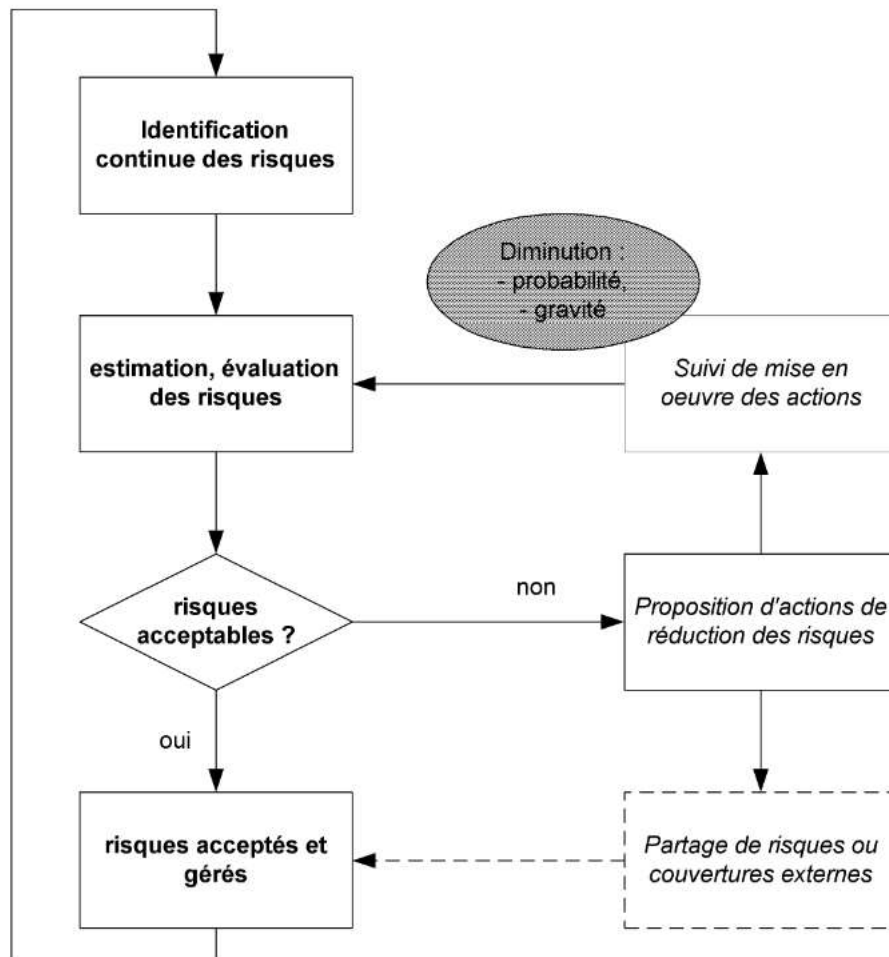 Identification
continue des risques
Diminution :
- probabilité,
- gravité
estimation, évaluation
des risques
Suivi de mise en
oeuvre des actions
risques
acceptables ?
non
Proposition d'actions de
réduction des risques
oui
risques acceptés et
gérés
Partage de risques ou
couvertures externes